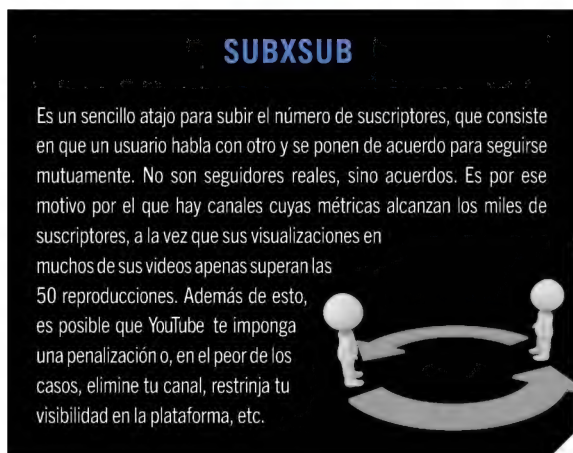 SUBXSUB
Es un sencillo atajo para subir el número de suscriptores, que consiste
en que un usuario habla con otro y se ponen de acuerdo para seguirse
mutuamente. No son seguidores reales, sino acuerdos. Es por ese
motivo por el que hay canales cuyas métricas alcanzan los miles de
suscriptores, a la vez que sus visualizaciones en
muchos de sus videos apenas superan las
50 reproducciones. Además de esto,
es posible que YouTube te imponga
una penalización o, en el peor de los
casos, elimine tu canal, restrinja tu
visibilidad en la plataforma, etc.